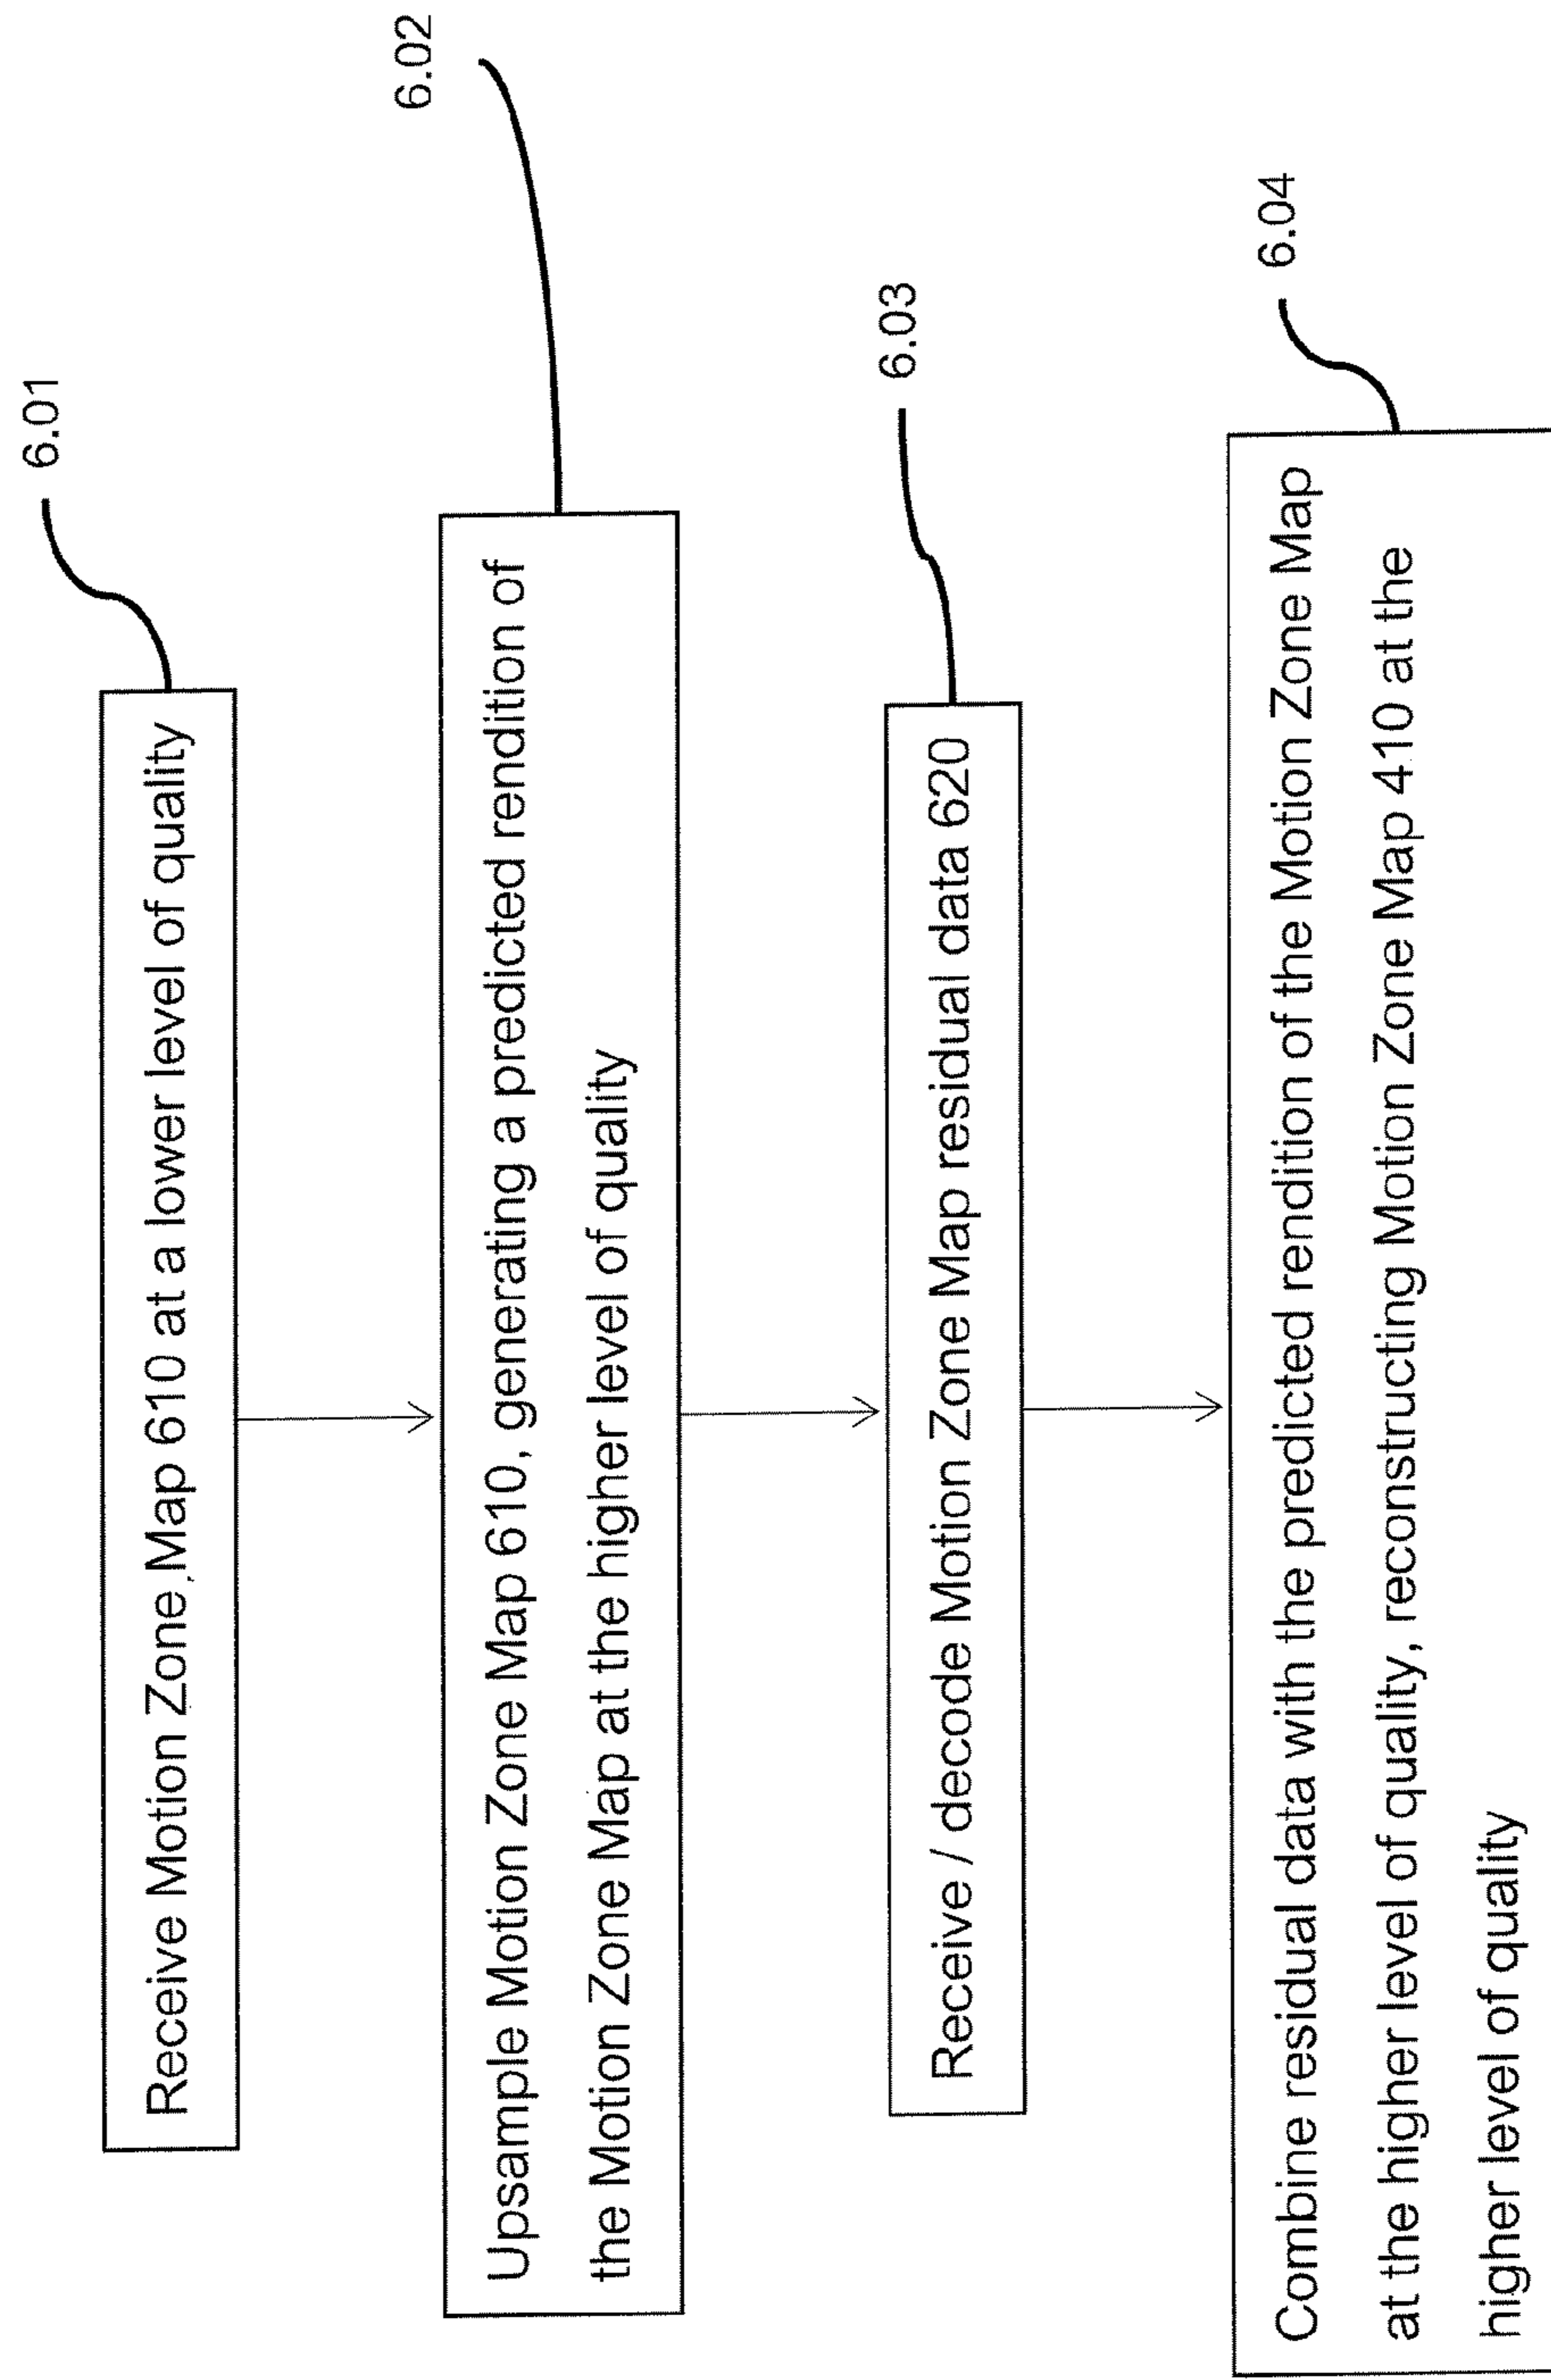 6.01
Receive Motion Zone Map 610 at a lower level of quality
6.02
Upsample Motion Zone Map 610, generating a predicted rendition of
the Motion Zone Map at the higher level of quality
6.03
Receive / decode Motion Zone Map residual data 620
6.04
Combine residual data with the predicted rendition of the Motion Zone Map
at the higher level of quality, reconstructing Motion Zone Map 410 at the
higher level of quality